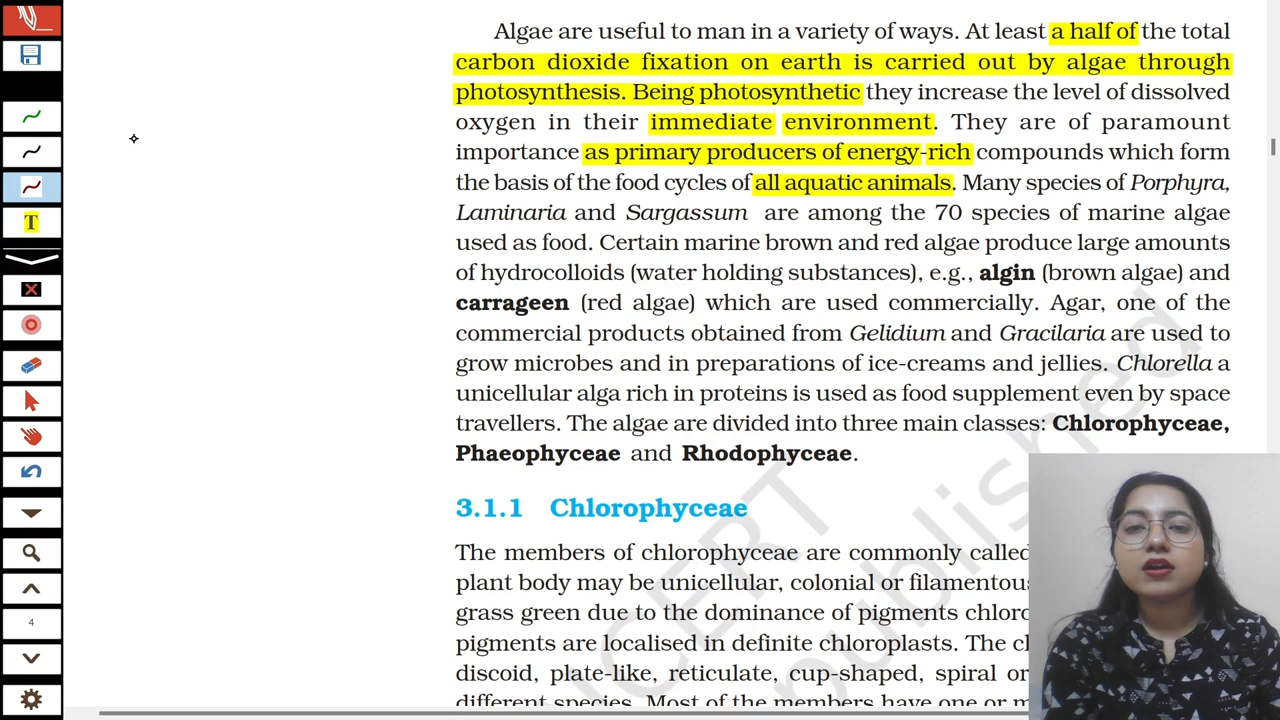 Algae are useful to man in a variety of ways. At least a half of the total
carbon dioxide fixation on earth is carried out by algae through
photosynthesis. Being photosynthetic they increase the level of dissolved
oxygen in their immediate environment. They are of paramount
importance as primary producers of energy-rich compounds which form
the basis of the food cycles of all aquatic animals. Many species of Porphyra,
Laminaria and Sargassum are among the 70 species of marine algae
used as food. Certain marine brown and red algae produce large amounts
of hydrocolloids (water holding substances), e.g., algin (brown algae) and
carrageen (red algae) which are used commercially. Agar, one of the
commercial products obtained from Gelidium and Gracilaria are used to
grow microbes and in preparations of ice-creams and jellies. Chlorella a
unicellular alga rich in proteins is used as food supplement even by space
travellers. The algae are divided into three main classes: Chlorophyceae,
Phaeophyceae and Rhodophyceae.
3.1.1 Chlorophyceae
The members of chlorophyceae are commonly called
plant body may be unicellular, colonial or filamentous
grass green due to the dominance of pigments
pigments are localised in definite chloroplasts. The
discoid, plate-like, reticulate, cup-shaped, spiral or
different species. Most of the members have one or
T
4
published